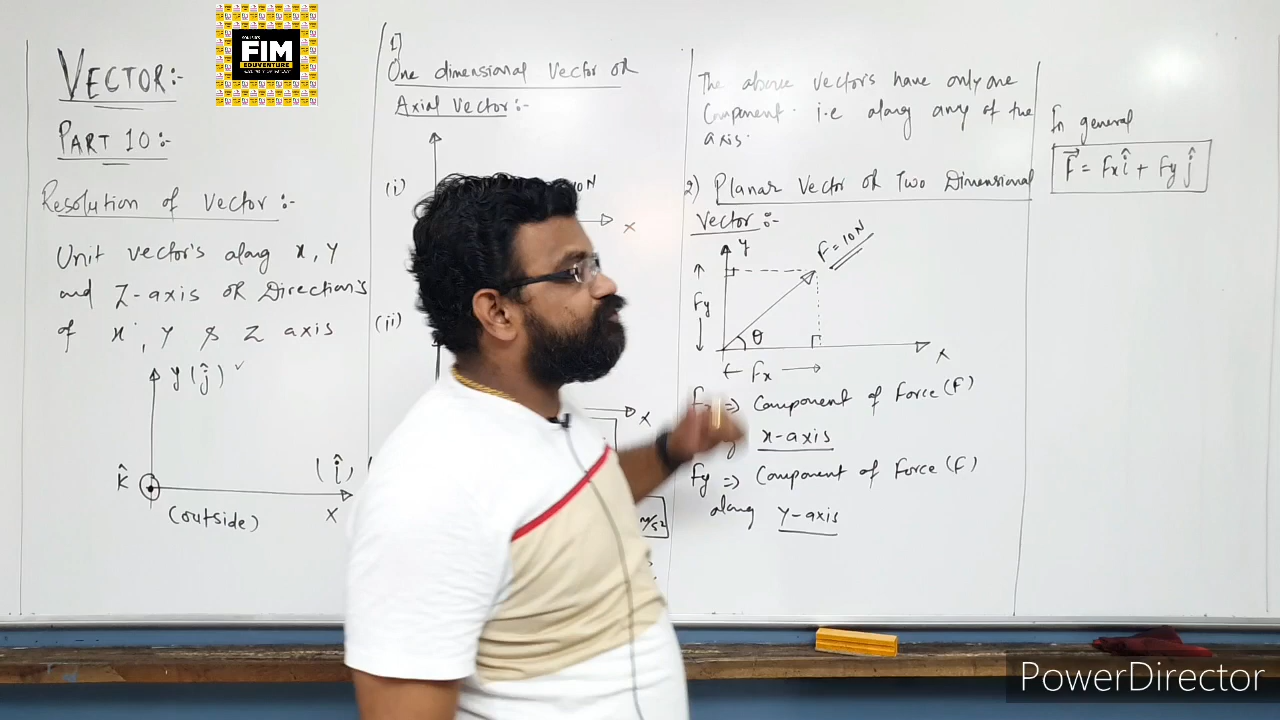 FIM
EDUVENTURE
VECTOR:-
PART 10:-
Resolution of vector:-
Unit vector's along x, y
and Z-axis or Direction's
of x, y & z axis
y (ĵ) ✓
k̂
(î)
X
(outside)
1]
One dimensional Vector or
Axial Vector:-
(i)
10N
X
(ii)
X
m/s2
The above vectors have only one
Component. i.e along any of the
axis.
2) Planar Vector or Two Dimensional
Vector:-
y
F = 10N
Fy
θ
X
Fx
=> Component of Force (F)
x-axis
Fy => Component of Force (F)
along y-axis
In general
F⃗ = Fx î + Fy ĵ
PowerDirector